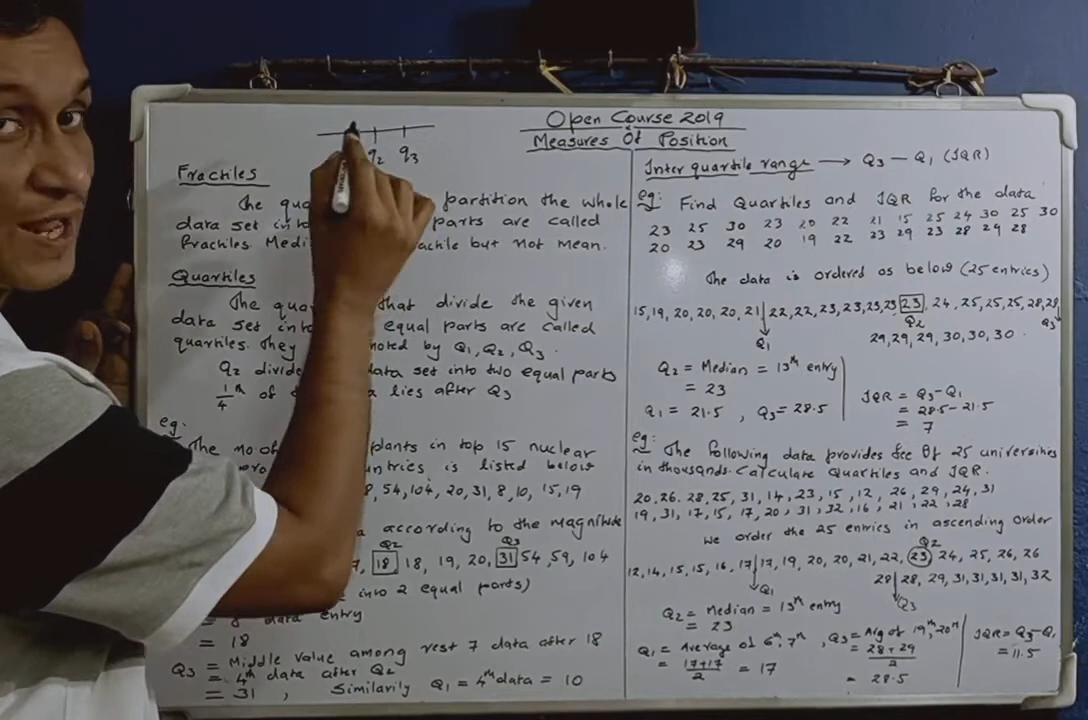 Open Course 2019
Measures Of Position
q2 q3
Fractiles
The qua partition the whole
data set into parts are called
fractiles Medi actile but not mean.
Quartiles
The qua that divide the given
data set into equal parts are called
quartiles. They noted by Q1, Q2, Q3.
Q2 divide data set into two equal parts
1/4 th of lies after Q3
eg:
The no of plants in top 15 nuclear
untries is listed below
54, 104, 20, 31, 8, 10, 15, 19
according to the magnitude
Q2 Q3
7, 18 18, 19, 20, 31 54, 59, 104
into 2 equal parts)
= 8 data entry
= 18
Q3 = Middle value among rest 7 data after 18
= 4th data after Q2
= 31, Similarly Q1 = 4th data = 10
Inter quartile range → Q3 – Q1 (IQR)
eg: Find Quartiles and IQR for the data
23 25 30 23 20 22 21 15 25 24 30 25 30
20 23 29 20 19 22 23 29 23 28 29 28
The data is ordered as below (25 entries)
15, 19, 20, 20, 20, 21 22, 22, 23, 23, 23, 23 23, 24, 25, 25, 25, 28, 28,
Q1 Q2 Q3
29, 29, 29, 30, 30, 30.
Q2 = Median = 13th entry
= 23
Q1 = 21.5, Q3 = 28.5
IQR = Q3 – Q1
= 28.5 – 21.5
= 7
eg: The following data provides fee of 25 universities
in thousands. Calculate Quartiles and IQR.
20, 26, 28, 25, 31, 14, 23, 15, 12, 26, 29, 24, 31
19, 31, 17, 15, 17, 20, 31, 32, 16, 21, 22, 28
We order the 25 entries in ascending order
Q2
12, 14, 15, 15, 16, 17 17, 19, 20, 20, 21, 22, 23 24, 25, 26, 26
28 28, 29, 31, 31, 31, 31, 32
Q1 Q3
Q2 = Median = 13th entry
= 23
Q1 = Average of 6th, 7th
= 17+17/2 = 17
, Q3 = Avg of 19th, 20th
= 28+29/2
= 28.5
IQR = Q3 – Q1
= 11.5